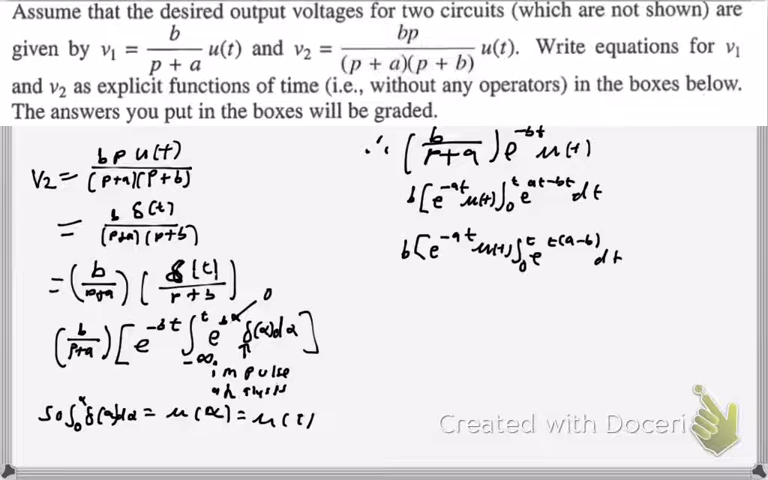 Assume that the desired output voltages for two circuits (which are not shown) are
given by v₁ = b/(p + a) u(t) and v₂ = bp/((p + a)(p + b)) u(t). Write equations for v₁
and v₂ as explicit functions of time (i.e., without any operators) in the boxes below.
The answers you put in the boxes will be graded.
V2 = b p u(t) / (p+a)(p+b)
= b δ(t) / (p+a)(p+b)
= (b/p+a) (δ(t)/p+b)
(b/p+a) [e^-bt ∫_-∞^t e^bα δ(α)dα]
0
impulse
so ∫_0^α δ(α)dα = u(α) = u(t)
∴ (b/p+a) e^-bt u(t)
b[e^-at u(t) ∫_0^t e^at-bt dt
b[e^-at u(t) ∫_0^t e^t(a-b) dt
Created with Doceri